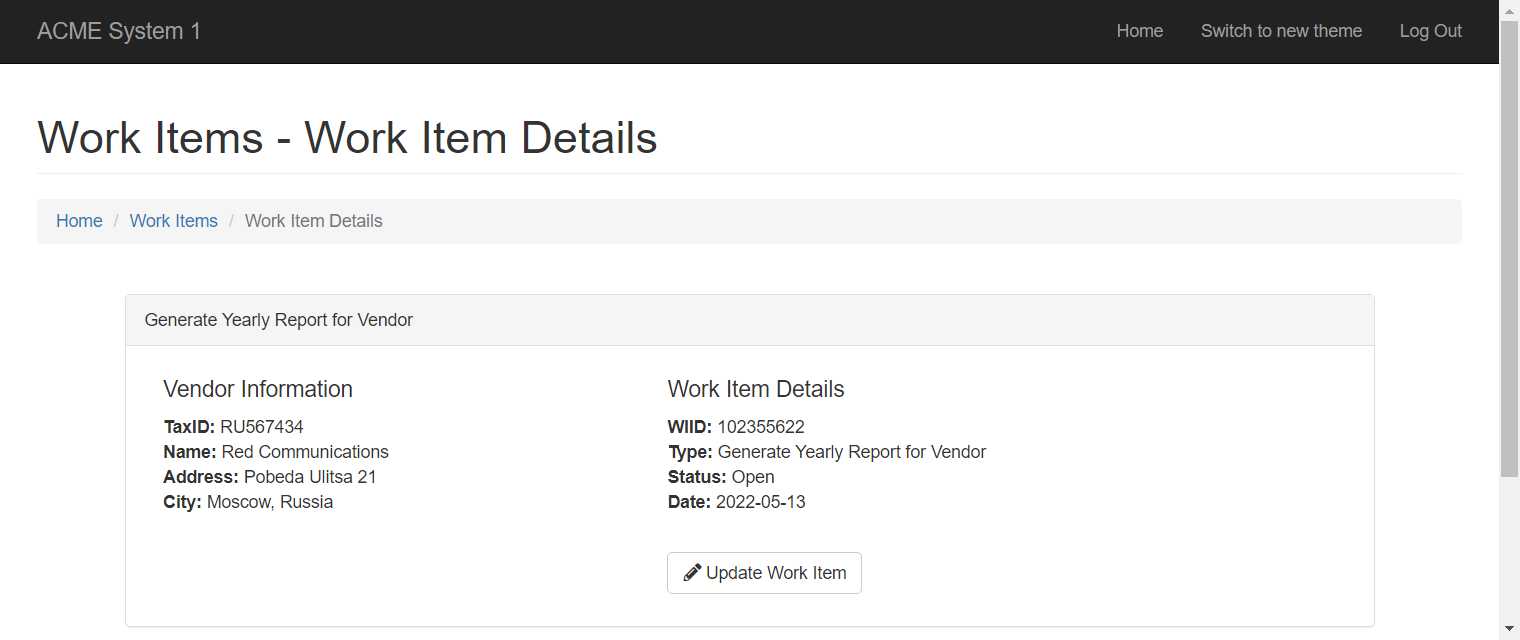 ACME System 1
Home
Switch to new theme
Log Out
Work Items - Work Item Details
Home / Work Items / Work Item Details
Generate Yearly Report for Vendor
Vendor Information
TaxID: RU567434
Name: Red Communications
Address: Pobeda Ulitsa 21
City: Moscow, Russia
Work Item Details
WIID: 102355622
Type: Generate Yearly Report for Vendor
Status: Open
Date: 2022-05-13
Update Work Item